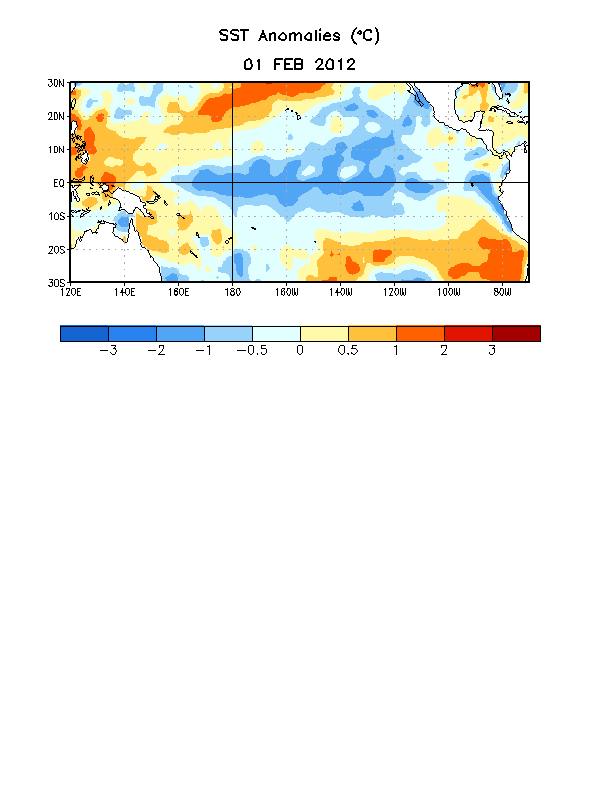 SST Anomalies (°C)
01 FEB 2012
30N
20N
10N
EQ
10S
20S
30S
120E 140E 160E 180 160W 140W 120W 100W 80W
-3 -2 -1 -0.5 0 0.5 1 2 3